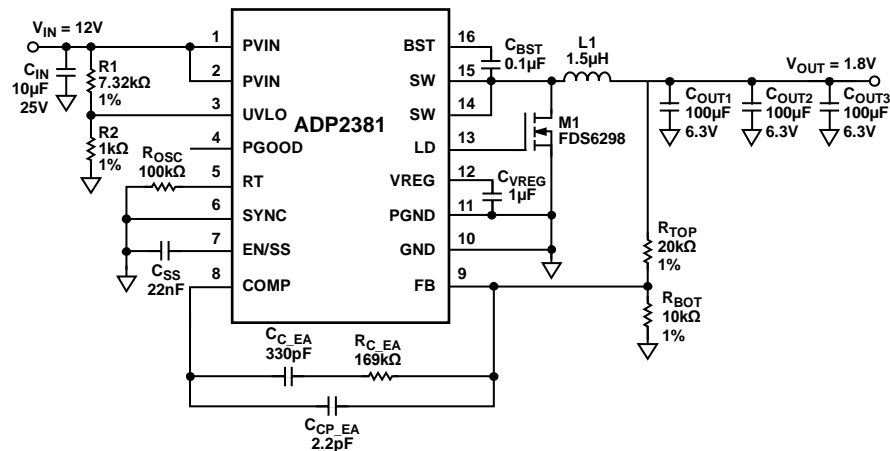 V_IN = 12V
C_IN
10µF
25V
R1
7.32kΩ
1%
R2
1kΩ
1%
R_OSC
100kΩ
C_SS
22nF
1
2
3
4
5
6
7
8
PVIN
PVIN
UVLO
PGOOD
RT
SYNC
EN/SS
COMP
ADP2381
BST
SW
SW
LD
VREG
PGND
GND
FB
16
15
14
13
12
11
10
9
C_BST
0.1µF
L1
1.5µH
M1
FDS6298
C_VREG
1µF
V_OUT = 1.8V
C_OUT1
100µF
6.3V
C_OUT2
100µF
6.3V
C_OUT3
100µF
6.3V
R_TOP
20kΩ
1%
R_BOT
10kΩ
1%
C_C_EA
330pF
R_C_EA
169kΩ
C_CP_EA
2.2pF